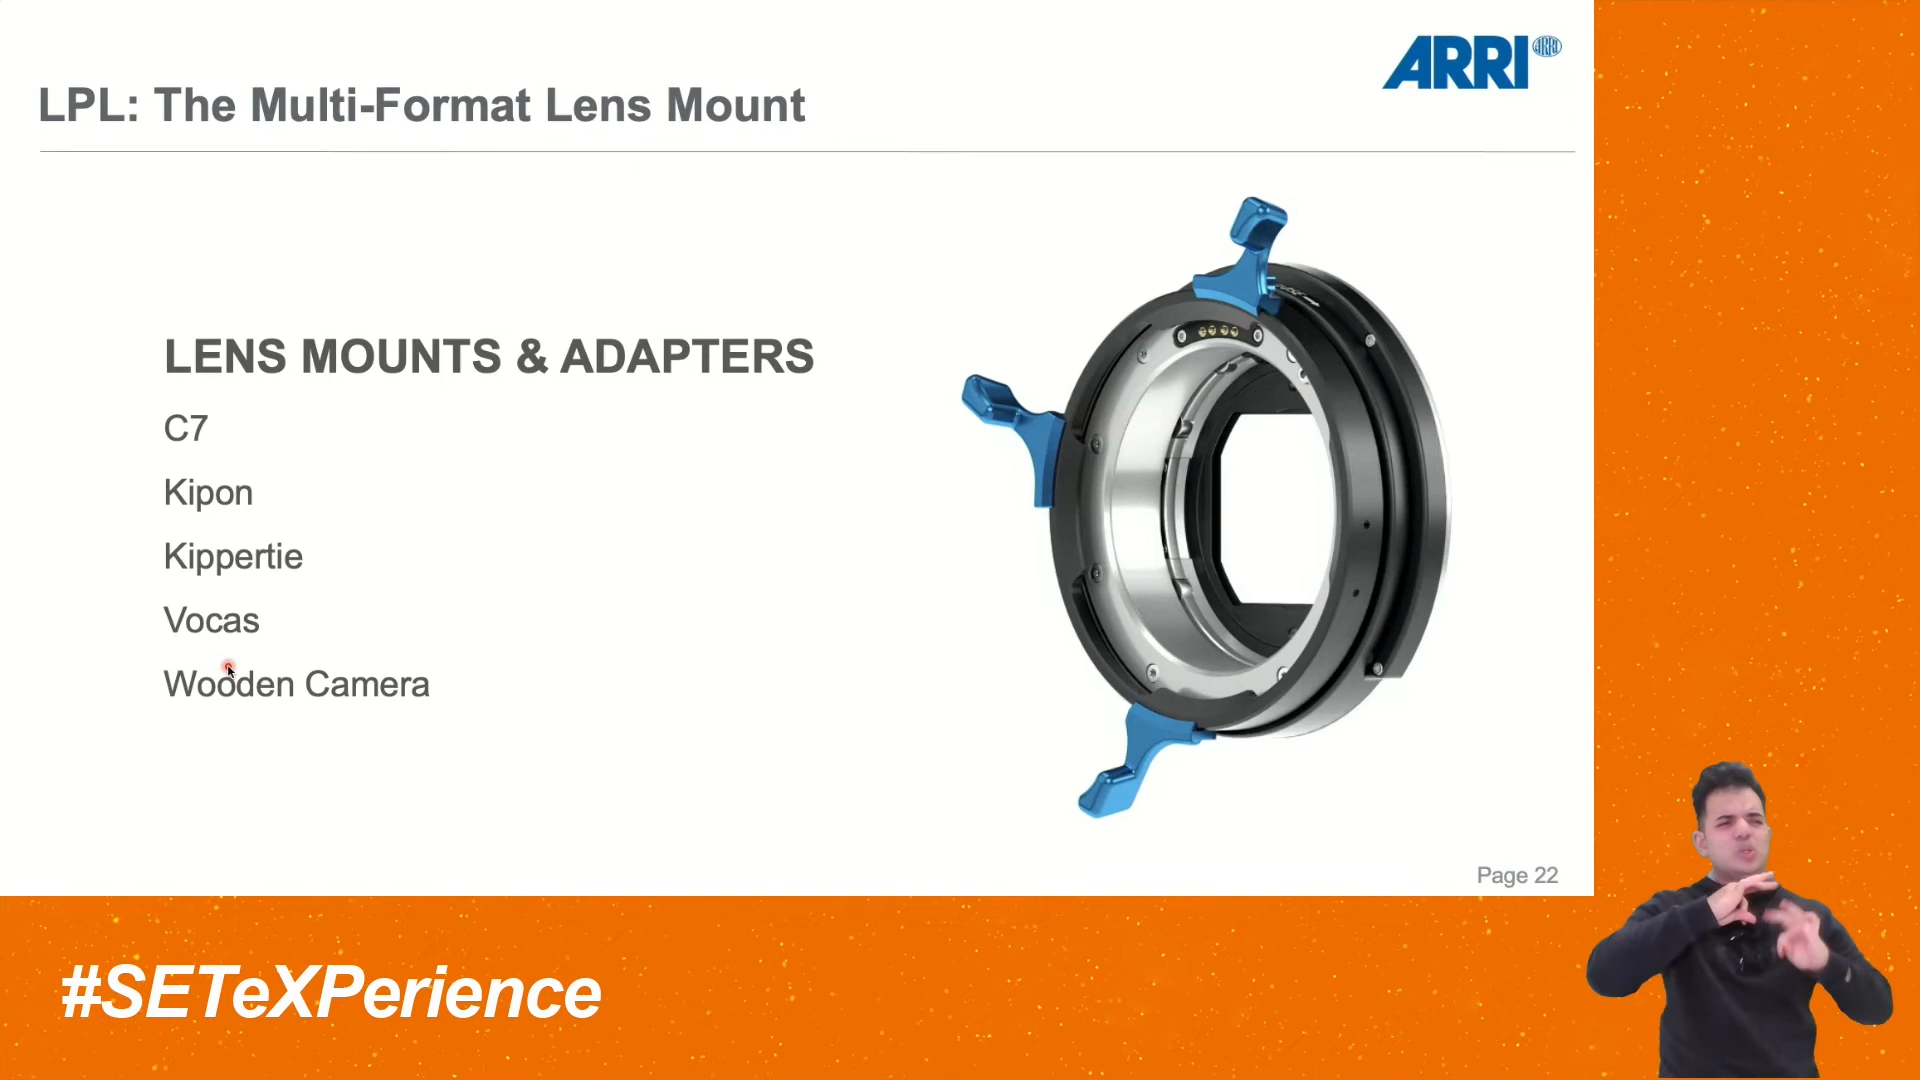 ARRI
ARRI
LPL: The Multi-Format Lens Mount
LENS MOUNTS & ADAPTERS
C7
Kipon
Kippertie
Vocas
Wooden Camera
Page 22
#SETeXPerience